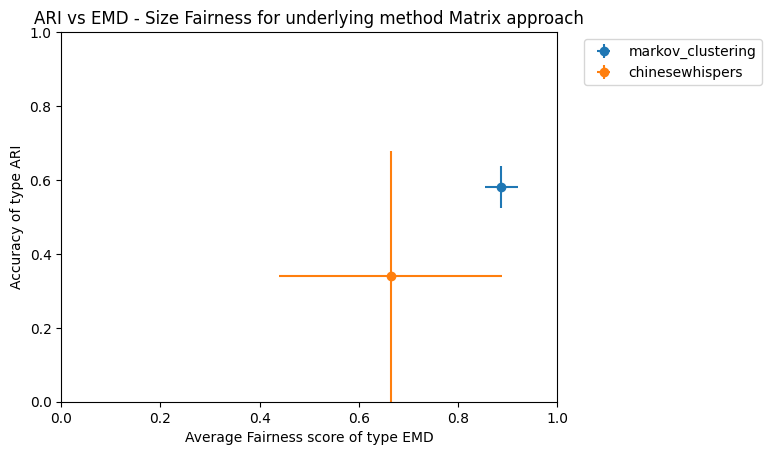 ARI vs EMD - Size Fairness for underlying method Matrix approach
markov_clustering
chinesewhispers
Accuracy of type ARI
1.0
0.8
0.6
0.4
0.2
0.0
0.0 0.2 0.4 0.6 0.8 1.0
Average Fairness score of type EMD